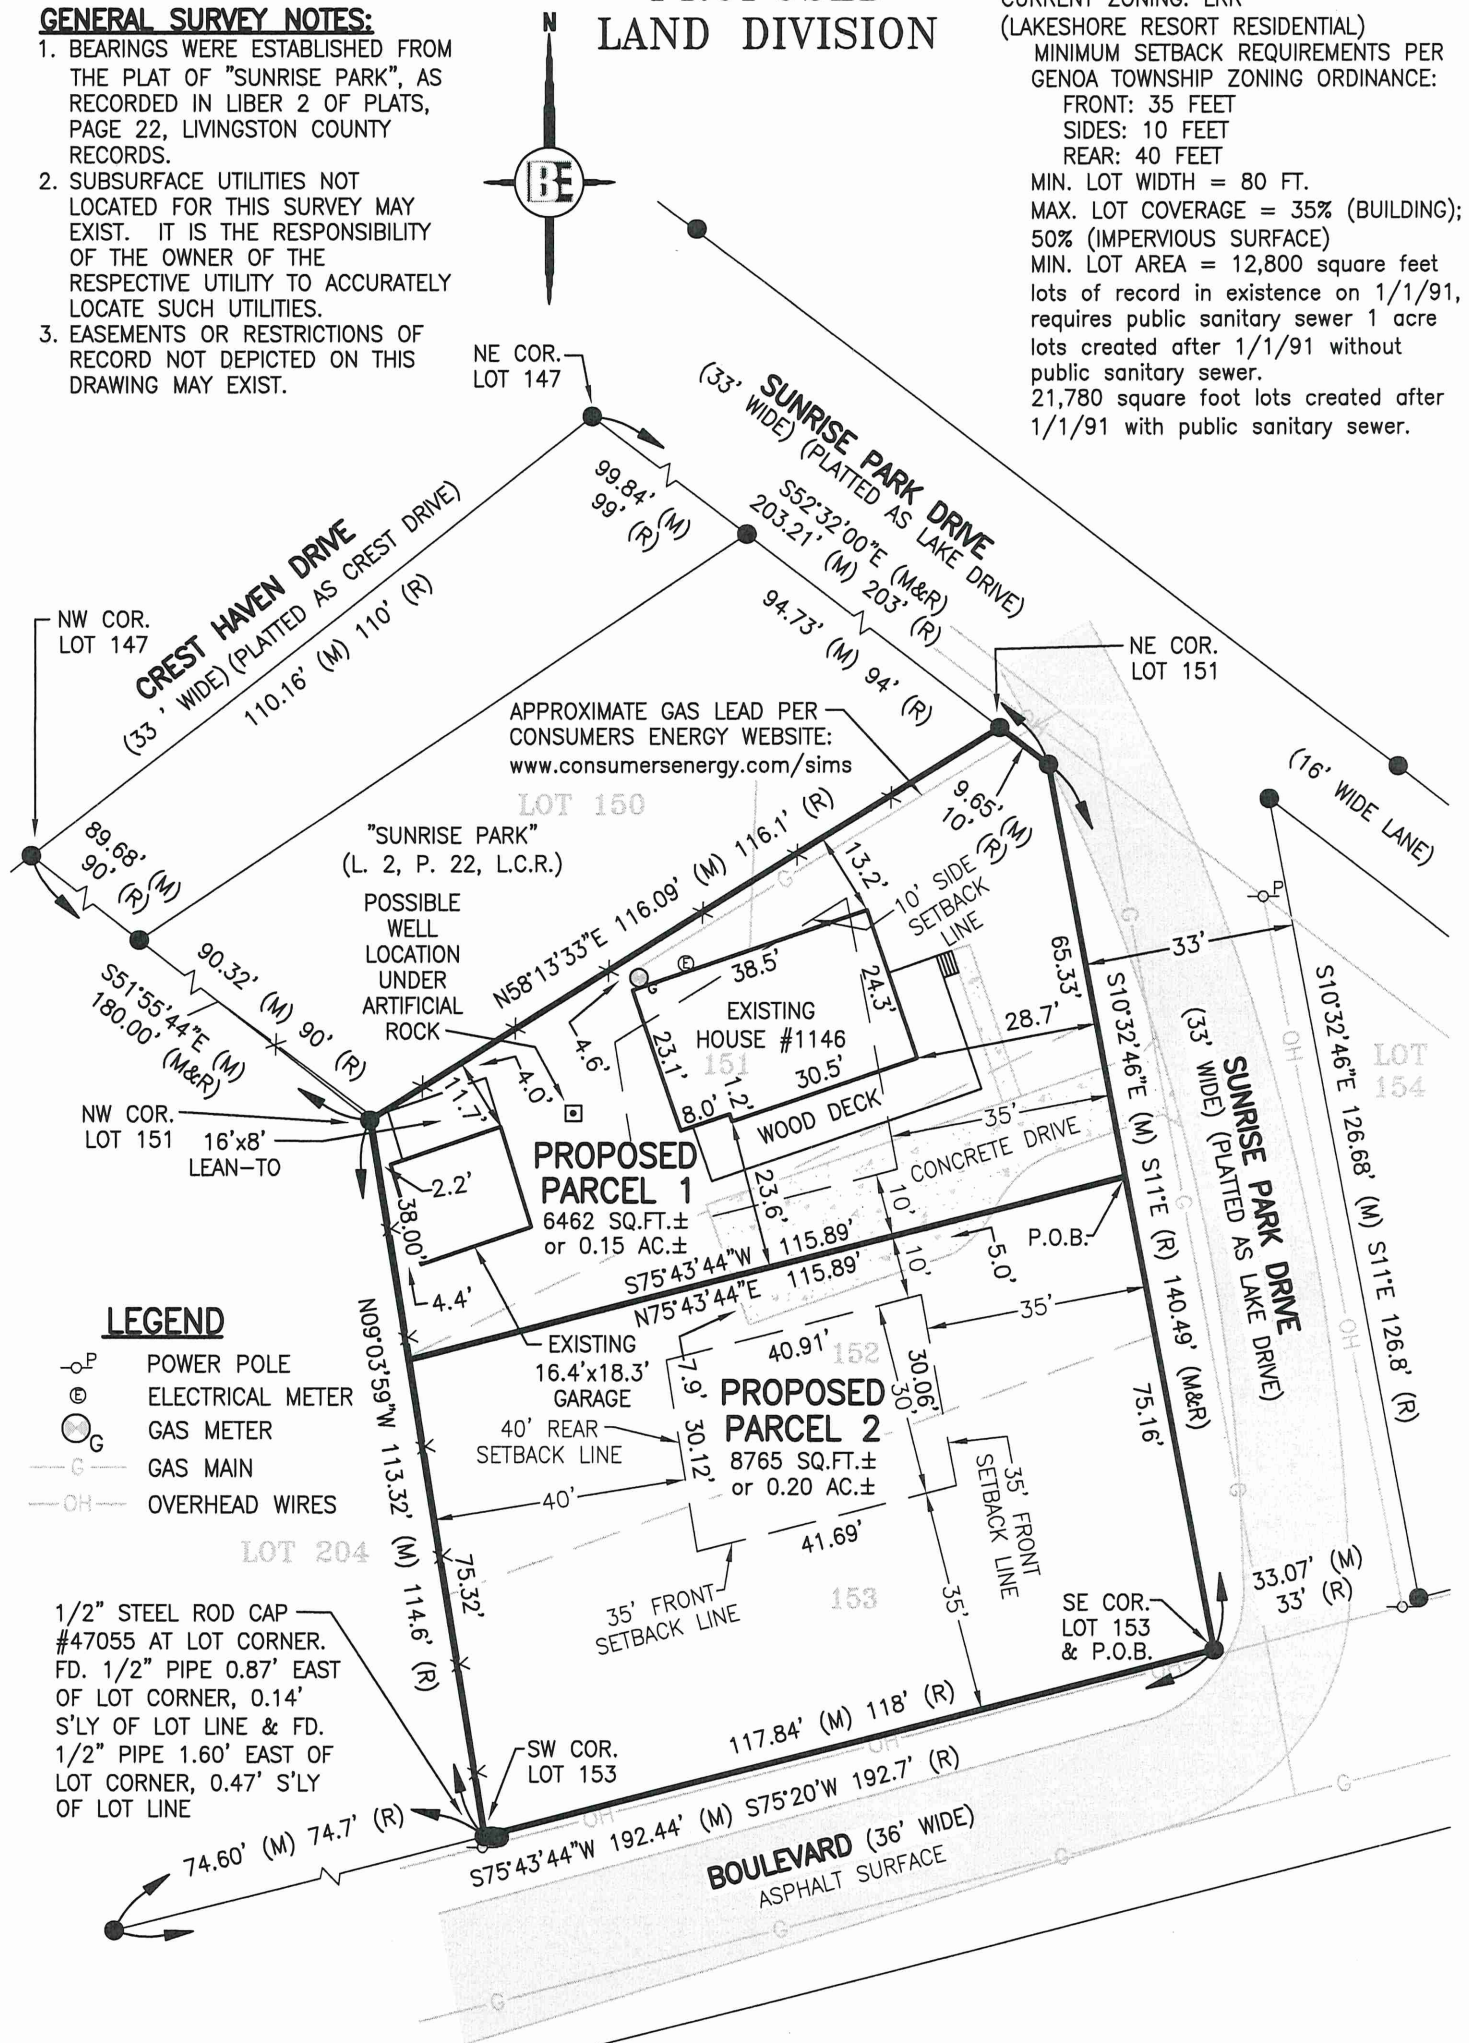 GENERAL SURVEY NOTES:
1. BEARINGS WERE ESTABLISHED FROM
THE PLAT OF "SUNRISE PARK", AS
RECORDED IN LIBER 2 OF PLATS,
PAGE 22, LIVINGSTON COUNTY
RECORDS.
2. SUBSURFACE UTILITIES NOT
LOCATED FOR THIS SURVEY MAY
EXIST. IT IS THE RESPONSIBILITY
OF THE OWNER OF THE
RESPECTIVE UTILITY TO ACCURATELY
LOCATE SUCH UTILITIES.
3. EASEMENTS OR RESTRICTIONS OF
RECORD NOT DEPICTED ON THIS
DRAWING MAY EXIST.
LAND DIVISION
N
BE
CURRENT ZONING: LRR
(LAKESHORE RESORT RESIDENTIAL)
MINIMUM SETBACK REQUIREMENTS PER
GENOA TOWNSHIP ZONING ORDINANCE:
FRONT: 35 FEET
SIDES: 10 FEET
REAR: 40 FEET
MIN. LOT WIDTH = 80 FT.
MAX. LOT COVERAGE = 35% (BUILDING);
50% (IMPERVIOUS SURFACE)
MIN. LOT AREA = 12,800 square feet
lots of record in existence on 1/1/91,
requires public sanitary sewer 1 acre
lots created after 1/1/91 without
public sanitary sewer.
21,780 square foot lots created after
1/1/91 with public sanitary sewer.
NE COR.
LOT 147
99.84' (M)
99' (R)
SUNRISE PARK DRIVE
(33' WIDE) (PLATTED AS LAKE DRIVE)
S52°32'00"E (M&R)
203.21' (M) 203' (R)
94.73' (M) 94' (R)
CREST HAVEN DRIVE
(33 ' WIDE) (PLATTED AS CREST DRIVE)
110.16' (M) 110' (R)
NW COR.
LOT 147
NE COR.
LOT 151
APPROXIMATE GAS LEAD PER
CONSUMERS ENERGY WEBSITE:
www.consumersenergy.com/sims
LOT 150
"SUNRISE PARK"
(L. 2, P. 22, L.C.R.)
(16' WIDE LANE)
OH
9.65' (M)
10' (R)
89.68' (M)
90' (R)
90.32' (M) 90' (R)
S51°55'44"E (M)
180.00' (M&R)
POSSIBLE
WELL
LOCATION
UNDER
ARTIFICIAL
ROCK
N58°13'33"E 116.09' (M) 116.1' (R)
G
13.2'
10' SIDE
SETBACK
LINE
P
G
33'
65.33'
G
E
38.5'
24.3'
EXISTING
HOUSE #1146
151
23.1'
30.5'
1.2'
8.0'
4.6'
28.7'
WOOD DECK
S10°32'46"E (M) S11°E (R) 140.49' (M&R)
SUNRISE PARK DRIVE
(33' WIDE) (PLATTED AS LAKE DRIVE)
OH
LOT
154
S10°32'46"E 126.68' (M) S11°E 126.8' (R)
NW COR.
LOT 151
16'x8'
LEAN-TO
11.7'
4.0'
2.2'
38.00'
4.4'
PROPOSED
PARCEL 1
6462 SQ.FT.±
or 0.15 AC.±
35'
CONCRETE DRIVE
10'
23.6'
G
S75°43'44"W 115.89'
N75°43'44"E 115.89'
10'
5.0'
P.O.B.
EXISTING
16.4'x18.3'
GARAGE
35'
LEGEND
P POWER POLE
E ELECTRICAL METER
G GAS METER
G GAS MAIN
OH OVERHEAD WIRES
N09°03'59"W 113.32' (M) 114.6' (R)
40.91'
152
7.9'
30.06'
30'
PROPOSED
PARCEL 2
8765 SQ.FT.±
or 0.20 AC.±
30.12'
40' REAR
SETBACK LINE
40'
75.16'
OH
35' FRONT
SETBACK LINE
G
41.69'
LOT 204
75.32'
35' FRONT
SETBACK LINE
153
35'
1/2" STEEL ROD CAP
#47055 AT LOT CORNER.
FD. 1/2" PIPE 0.87' EAST
OF LOT CORNER, 0.14'
S'LY OF LOT LINE & FD.
1/2" PIPE 1.60' EAST OF
LOT CORNER, 0.47' S'LY
OF LOT LINE
SE COR.
LOT 153
& P.O.B.
33.07' (M)
33' (R)
OH
SW COR.
LOT 153
117.84' (M) 118' (R)
OH
OH
S75°43'44"W 192.44' (M) S75°20'W 192.7' (R)
74.60' (M) 74.7' (R)
BOULEVARD (36' WIDE)
ASPHALT SURFACE
G
G
G
G